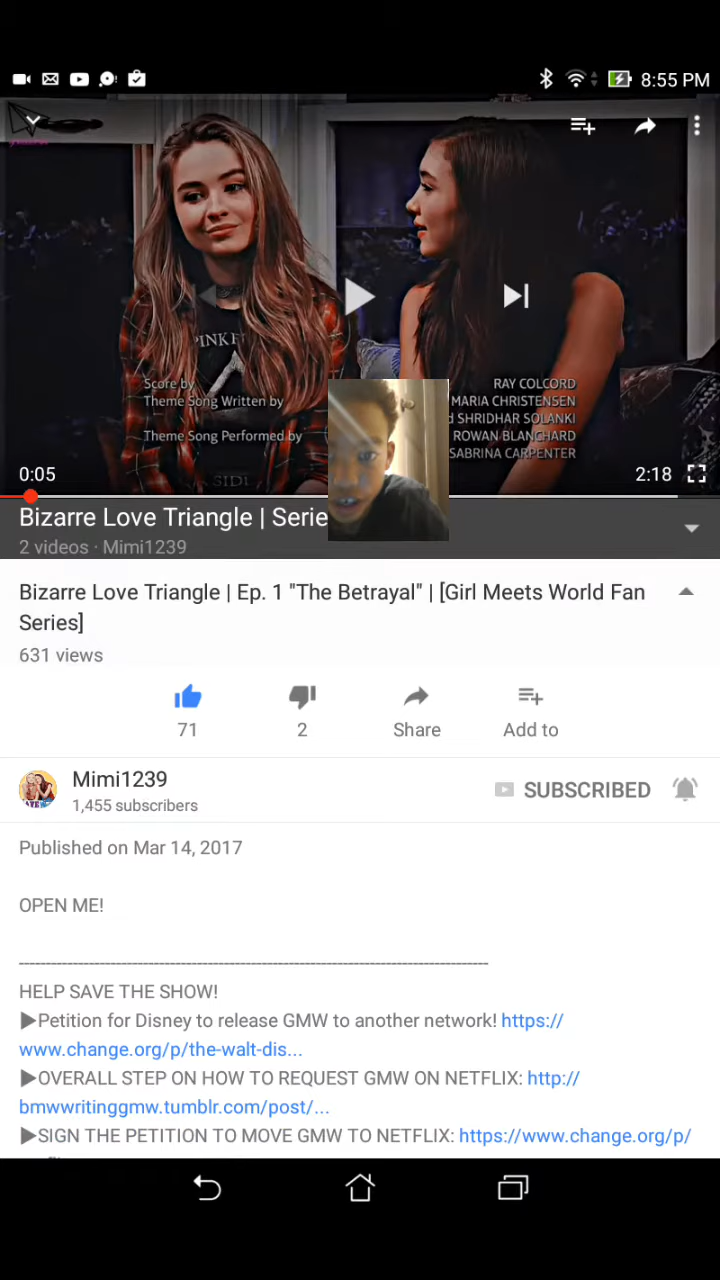 8:55 PM
PINK F
Score by
Theme Song Written by
Theme Song Performed by
RAY COLCORD
MARIA CHRISTENSEN
SHRIDHAR SOLANKI
ROWAN BLANCHARD
SABRINA CARPENTER
SIDE
0:05
2:18
Bizarre Love Triangle | Serie
2 videos · Mimi1239
Bizarre Love Triangle | Ep. 1 "The Betrayal" | [Girl Meets World Fan
Series]
631 views
71
2
Share
Add to
Mimi1239
1,455 subscribers
SUBSCRIBED
Published on Mar 14, 2017
OPEN ME!
-------------------------------------------------------------------------------------
HELP SAVE THE SHOW!
▶Petition for Disney to release GMW to another network! https://
www.change.org/p/the-walt-dis...
▶OVERALL STEP ON HOW TO REQUEST GMW ON NETFLIX: http://
bmwwritinggmw.tumblr.com/post/...
▶SIGN THE PETITION TO MOVE GMW TO NETFLIX: https://www.change.org/p/